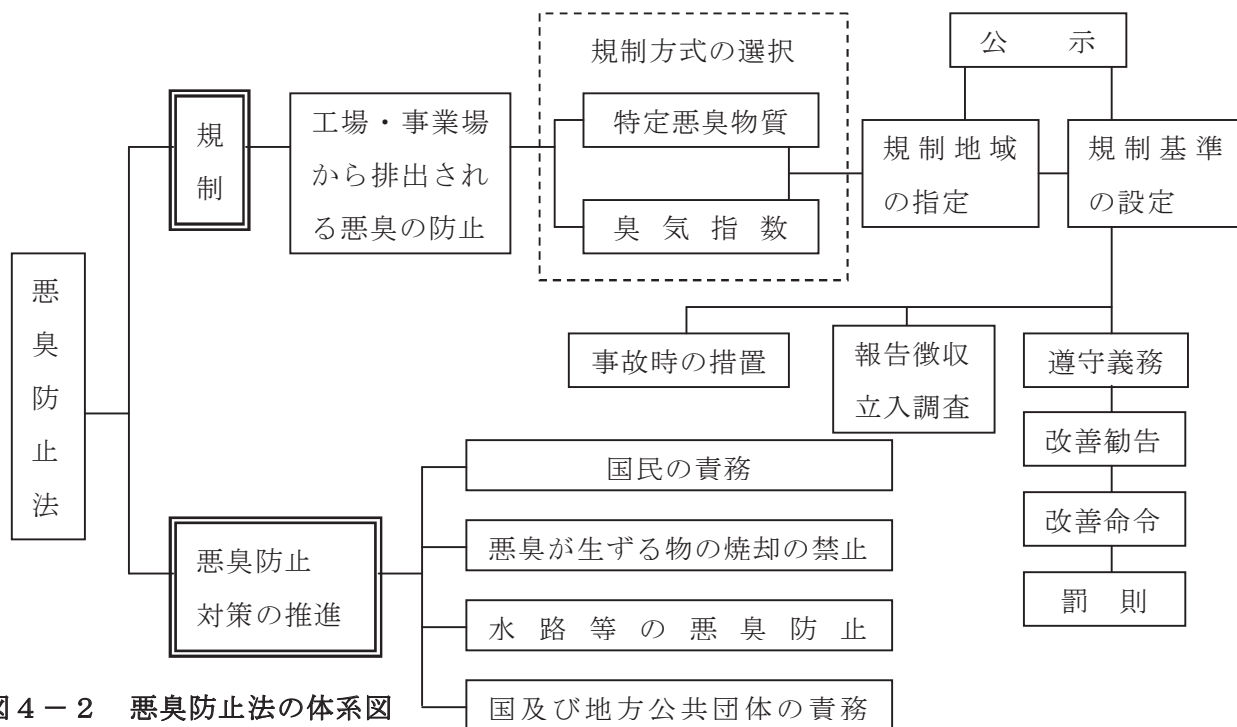 公示
規制方式の選択
規制
工場・事業場
から排出され
る悪臭の防止
特定悪臭物質
臭気指数
規制地域
の指定
規制基準
の設定
悪臭防止法
事故時の措置
報告徴収
立入調査
遵守義務
改善勧告
改善命令
罰則
悪臭防止
対策の推進
国民の責務
悪臭が生ずる物の焼却の禁止
水路等の悪臭防止
国及び地方公共団体の責務
図4-2 悪臭防止法の体系図